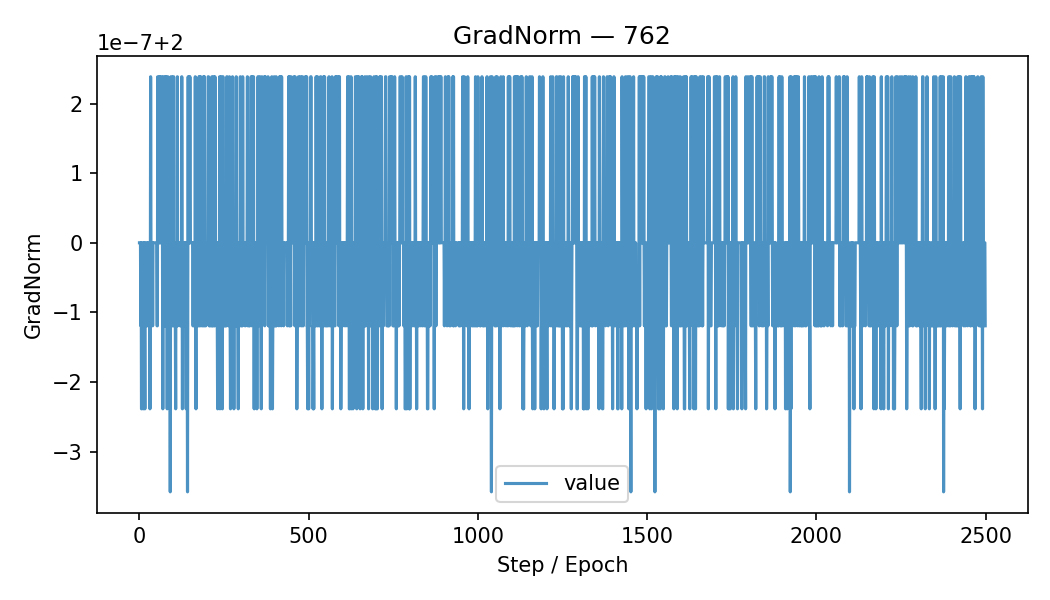 GradNorm — 762
1e−7+2
2
1
0
−1
−2
−3
GradNorm
value
0 500 1000 1500 2000 2500
Step / Epoch